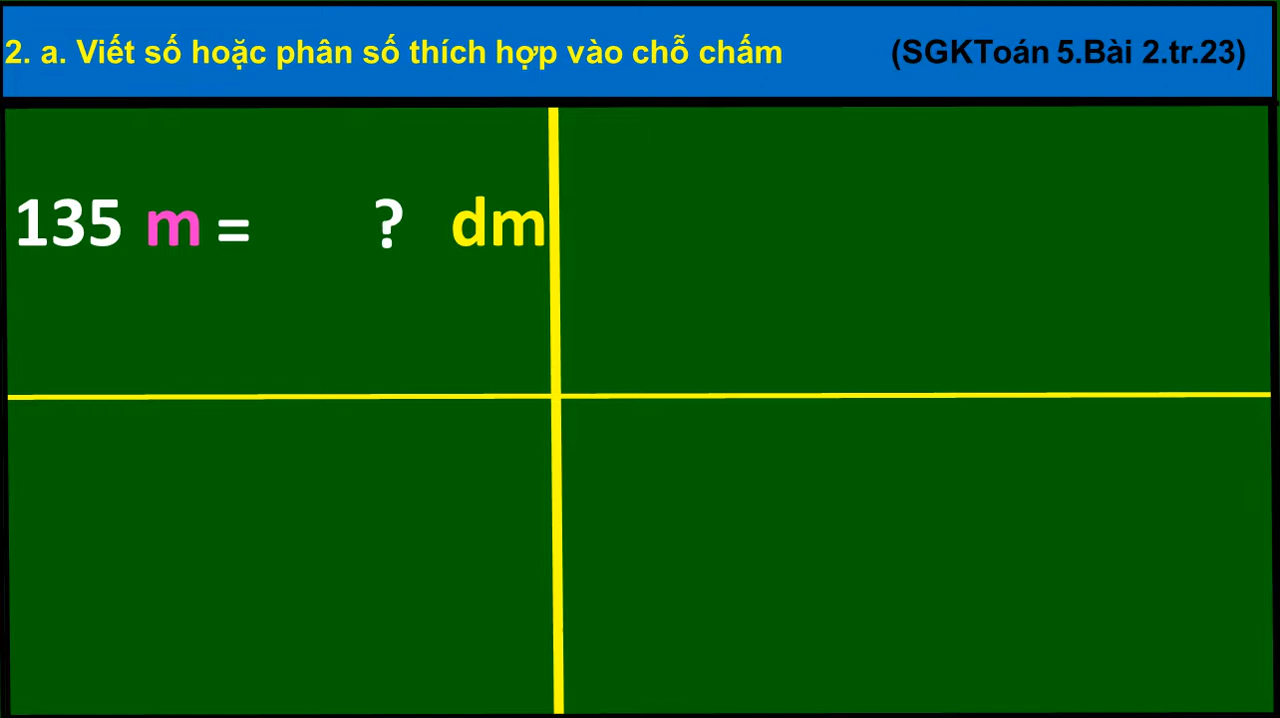 2. a. Viết số hoặc phân số thích hợp vào chỗ chấm (SGKToán 5.Bài 2.tr.23)
135 m = ? dm